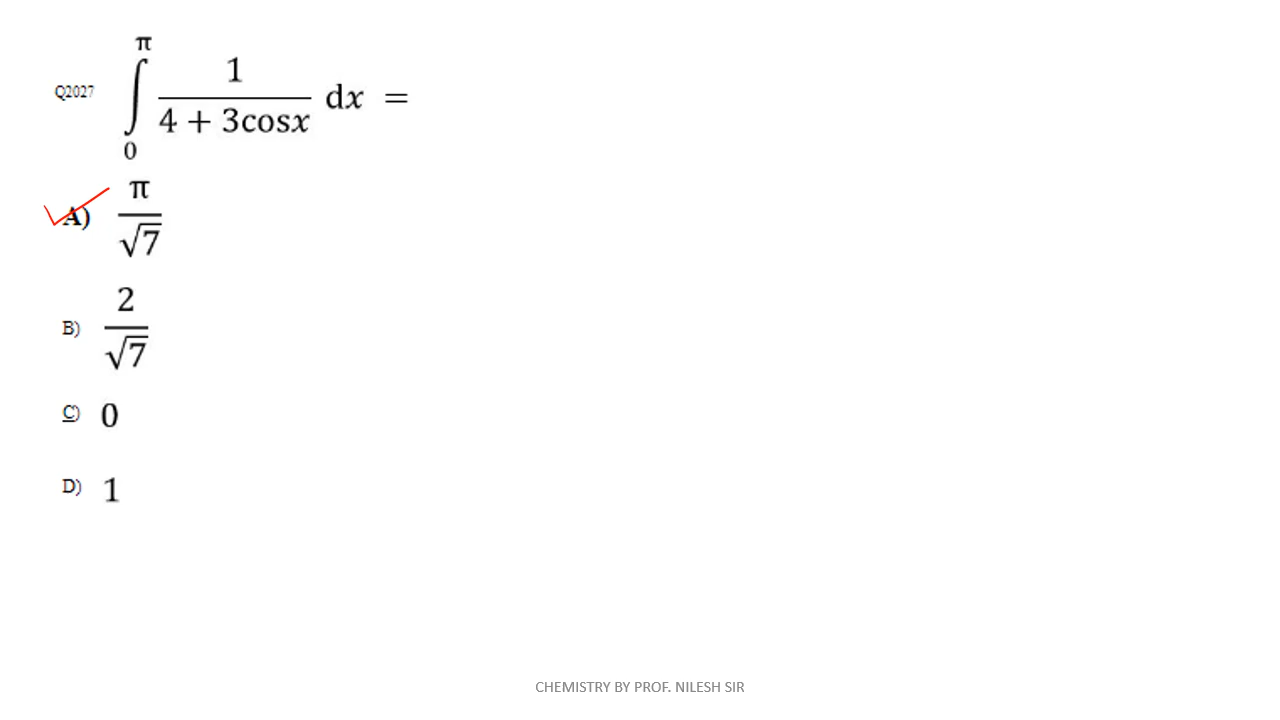 Q2027 ∫₀^π 1/(4 + 3cosx) dx =
A) π/√7
B) 2/√7
C) 0
D) 1
CHEMISTRY BY PROF. NILESH SIR